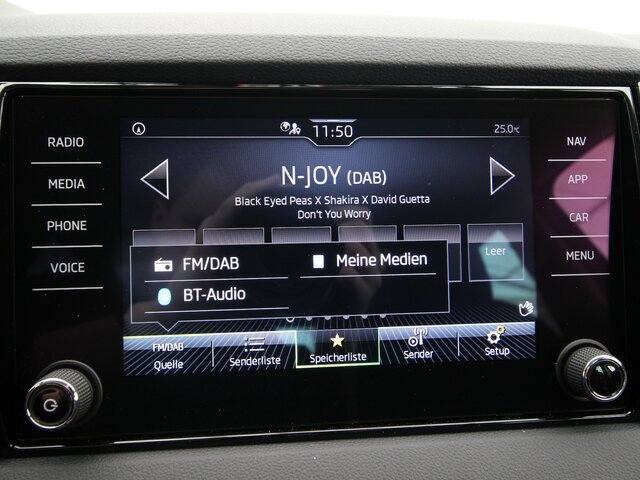 RADIO
MEDIA
PHONE
VOICE
11:50
25.0°C
N-JOY (DAB)
Black Eyed Peas X Shakira X David Guetta
Don't You Worry
Leer
FM/DAB
Meine Medien
BT-Audio
FM/DAB
Quelle
Senderliste
Speicherliste
Sender
Setup
NAV
APP
CAR
MENU